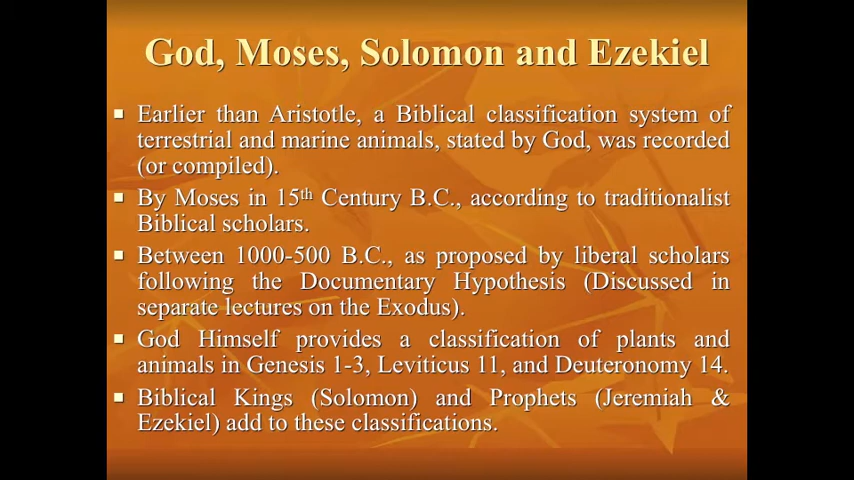 God, Moses, Solomon and Ezekiel
Earlier than Aristotle, a Biblical classification system of
terrestrial and marine animals, stated by God, was recorded
(or compiled).
By Moses in 15th Century B.C., according to traditionalist
Biblical scholars.
Between 1000-500 B.C., as proposed by liberal scholars
following the Documentary Hypothesis (Discussed in
separate lectures on the Exodus).
God Himself provides a classification of plants and
animals in Genesis 1-3, Leviticus 11, and Deuteronomy 14.
Biblical Kings (Solomon) and Prophets (Jeremiah &
Ezekiel) add to these classifications.